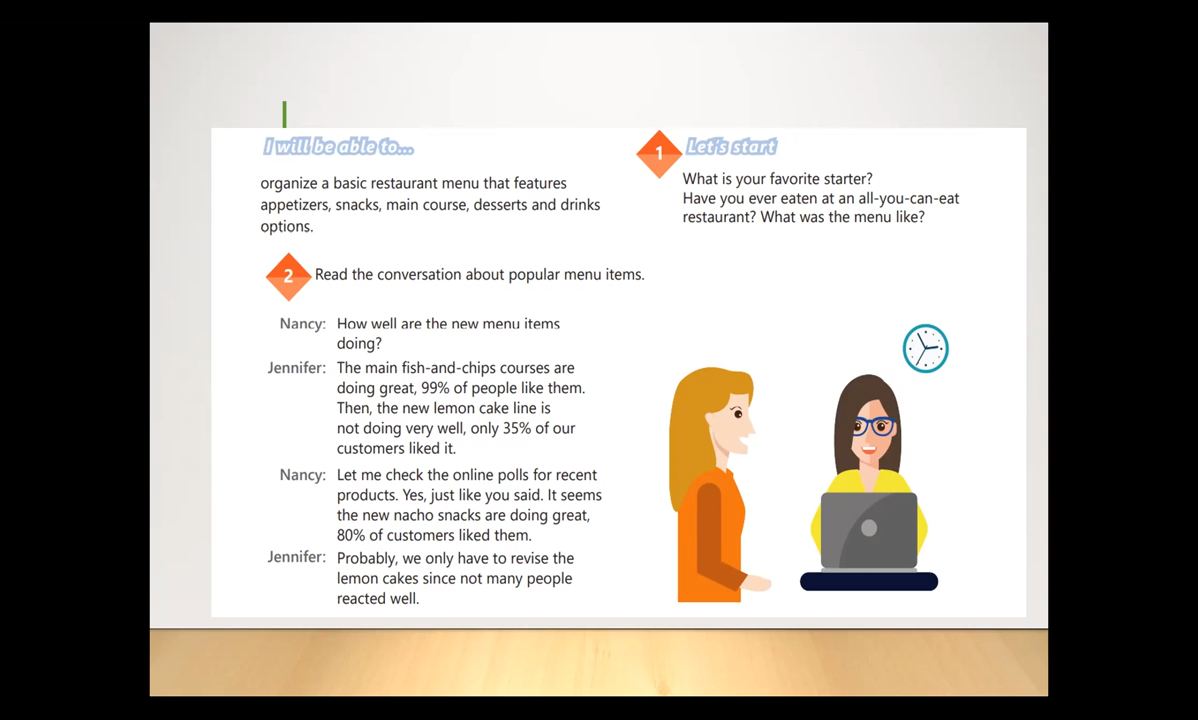 I will be able to...
organize a basic restaurant menu that features
appetizers, snacks, main course, desserts and drinks
options.
1
Let's start
What is your favorite starter?
Have you ever eaten at an all-you-can-eat
restaurant? What was the menu like?
2
Read the conversation about popular menu items.
Nancy: How well are the new menu items
doing?
Jennifer: The main fish-and-chips courses are
doing great, 99% of people like them.
Then, the new lemon cake line is
not doing very well, only 35% of our
customers liked it.
Nancy: Let me check the online polls for recent
products. Yes, just like you said. It seems
the new nacho snacks are doing great,
80% of customers liked them.
Jennifer: Probably, we only have to revise the
lemon cakes since not many people
reacted well.